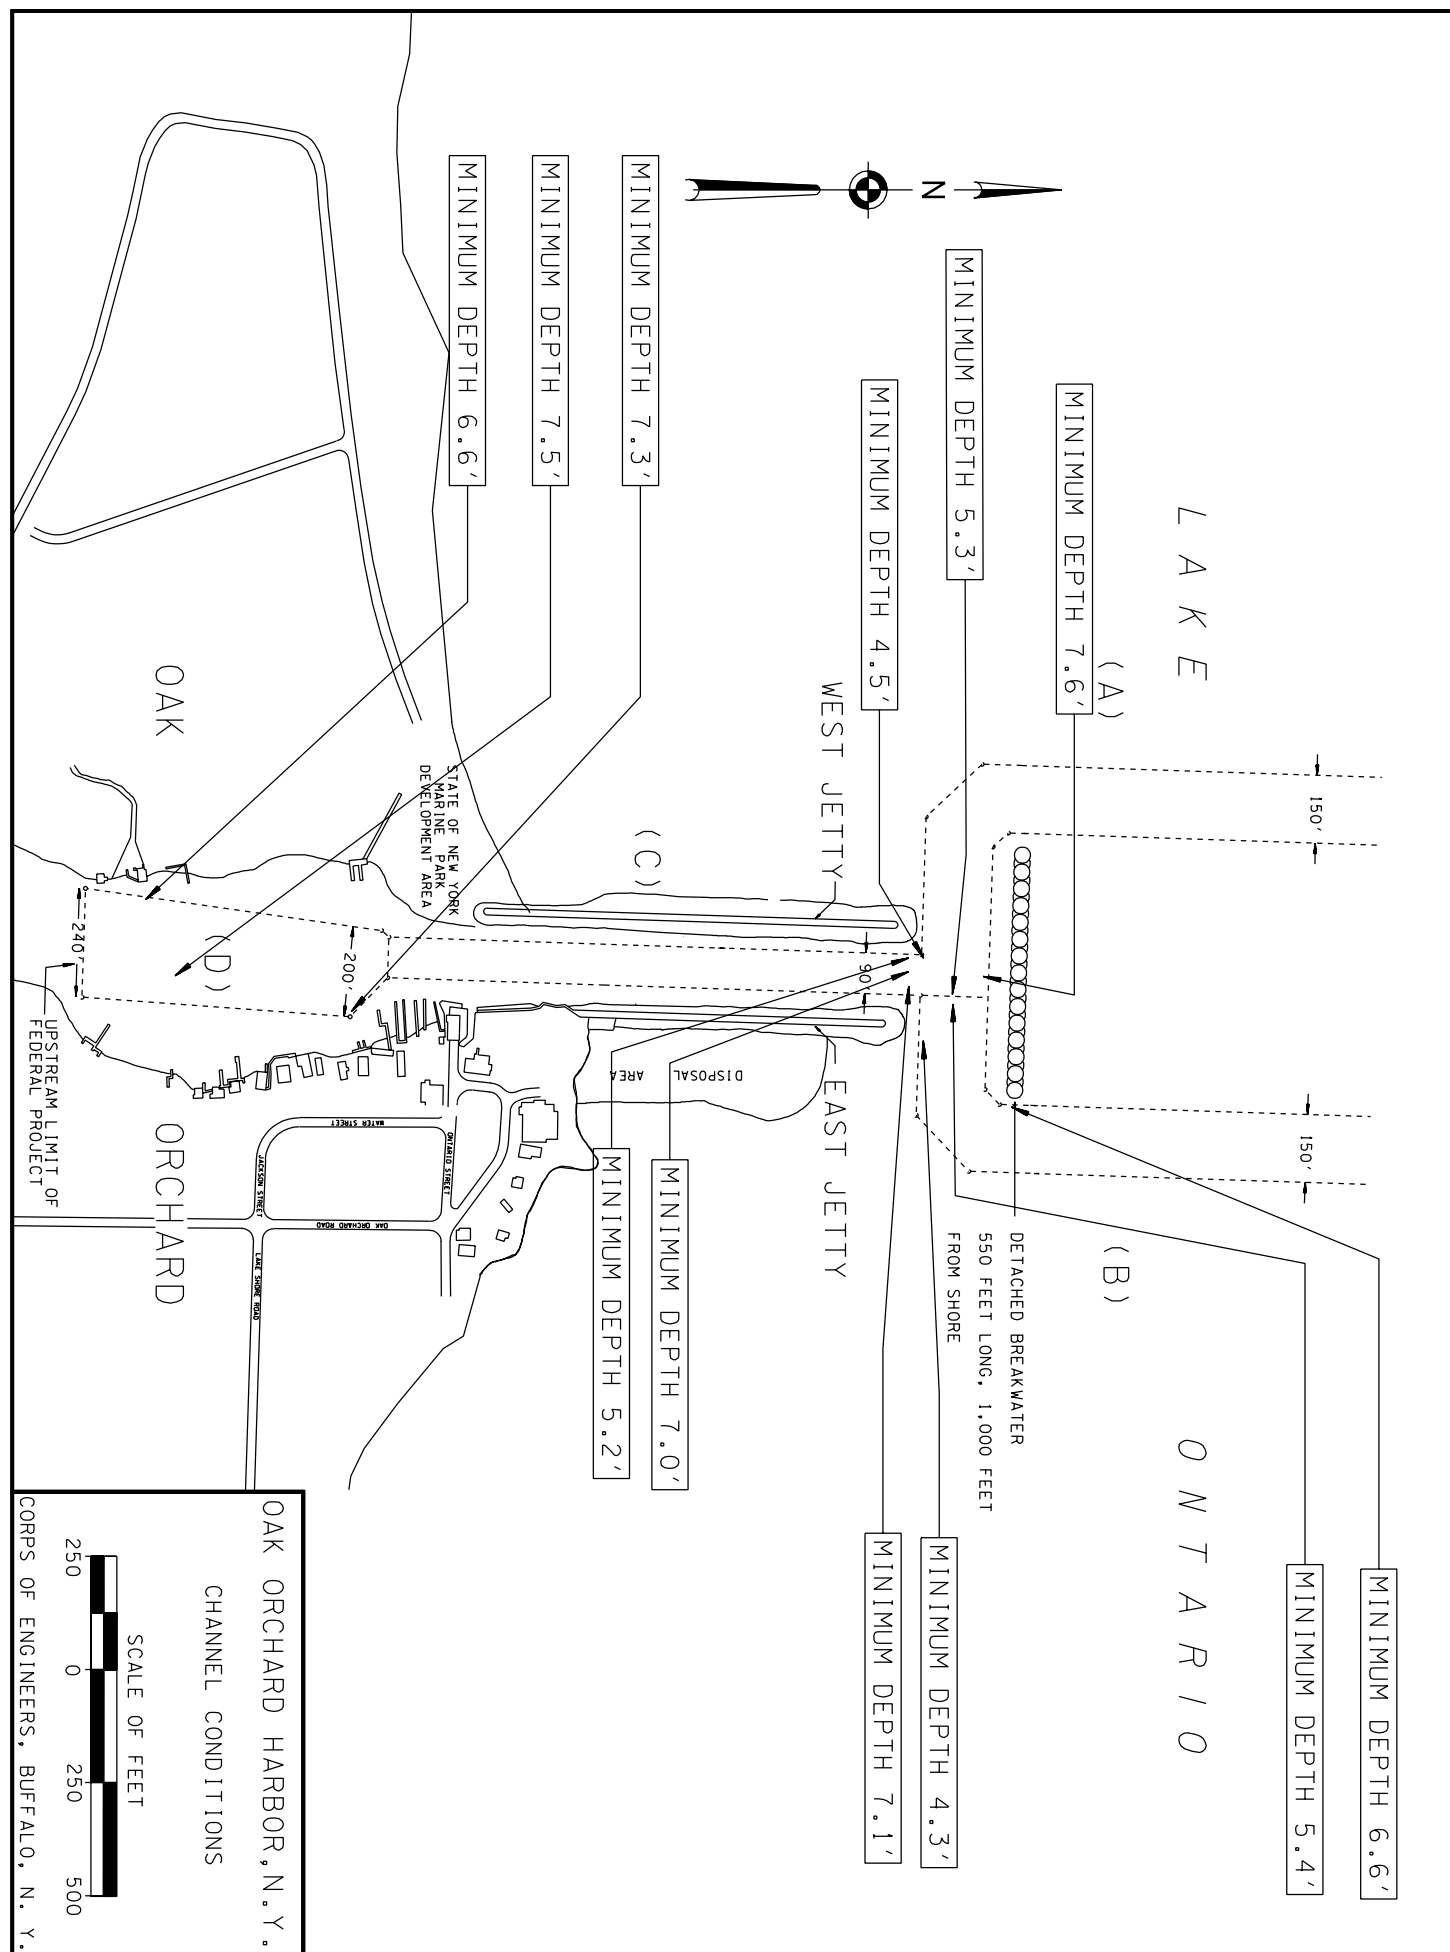 LAKE
ONTARIO
MINIMUM DEPTH 6.6'
MINIMUM DEPTH 5.4'
150'
150'
(A)
(B)
MINIMUM DEPTH 7.6'
DETACHED BREAKWATER
550 FEET LONG, 1,000 FEET
FROM SHORE
MINIMUM DEPTH 5.3'
N
MINIMUM DEPTH 4.3'
MINIMUM DEPTH 4.5'
MINIMUM DEPTH 7.1'
90'
WEST JETTY
EAST JETTY
DISPOSAL AREA
MINIMUM DEPTH 7.0'
MINIMUM DEPTH 5.2'
(C)
MINIMUM DEPTH 7.3'
MINIMUM DEPTH 7.5'
MINIMUM DEPTH 6.6'
STATE OF NEW YORK
MARINE PARK
DEVELOPMENT AREA
200'
ONTARIO STREET
WATER STREET
OAK ORCHARD ROAD
JACKSON STREET
LAKE SHORE ROAD
(D)
OAK
ORCHARD
240'
UPSTREAM LIMIT OF
FEDERAL PROJECT
OAK ORCHARD HARBOR, N.Y.
CHANNEL CONDITIONS
SCALE OF FEET
250 0 250 500
CORPS OF ENGINEERS, BUFFALO, N. Y.